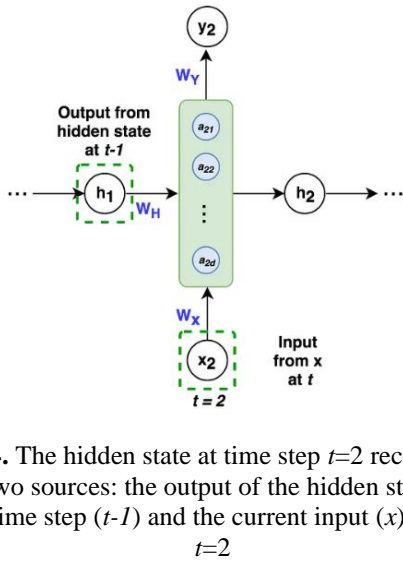 y2
WY
Output from
hidden state
at t-1
a21
a22
... h1 WH h2 ...
a2d
WX
x2
Input
from x
at t
t = 2
. The hidden state at time step t=2 rec
wo sources: the output of the hidden st
ime step (t-1) and the current input (x)
t=2